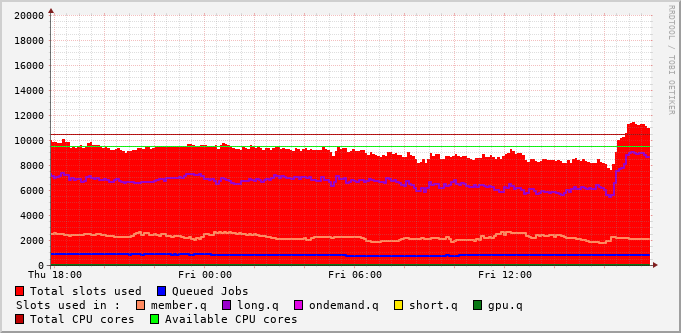 20000
18000
16000
14000
12000
10000
8000
6000
4000
2000
0
Thu 18:00 Fri 00:00 Fri 06:00 Fri 12:00
Total slots used Queued Jobs
Slots used in : member.q long.q ondemand.q short.q gpu.q
Total CPU cores Available CPU cores
RRDTOOL / TOBI OETIKER